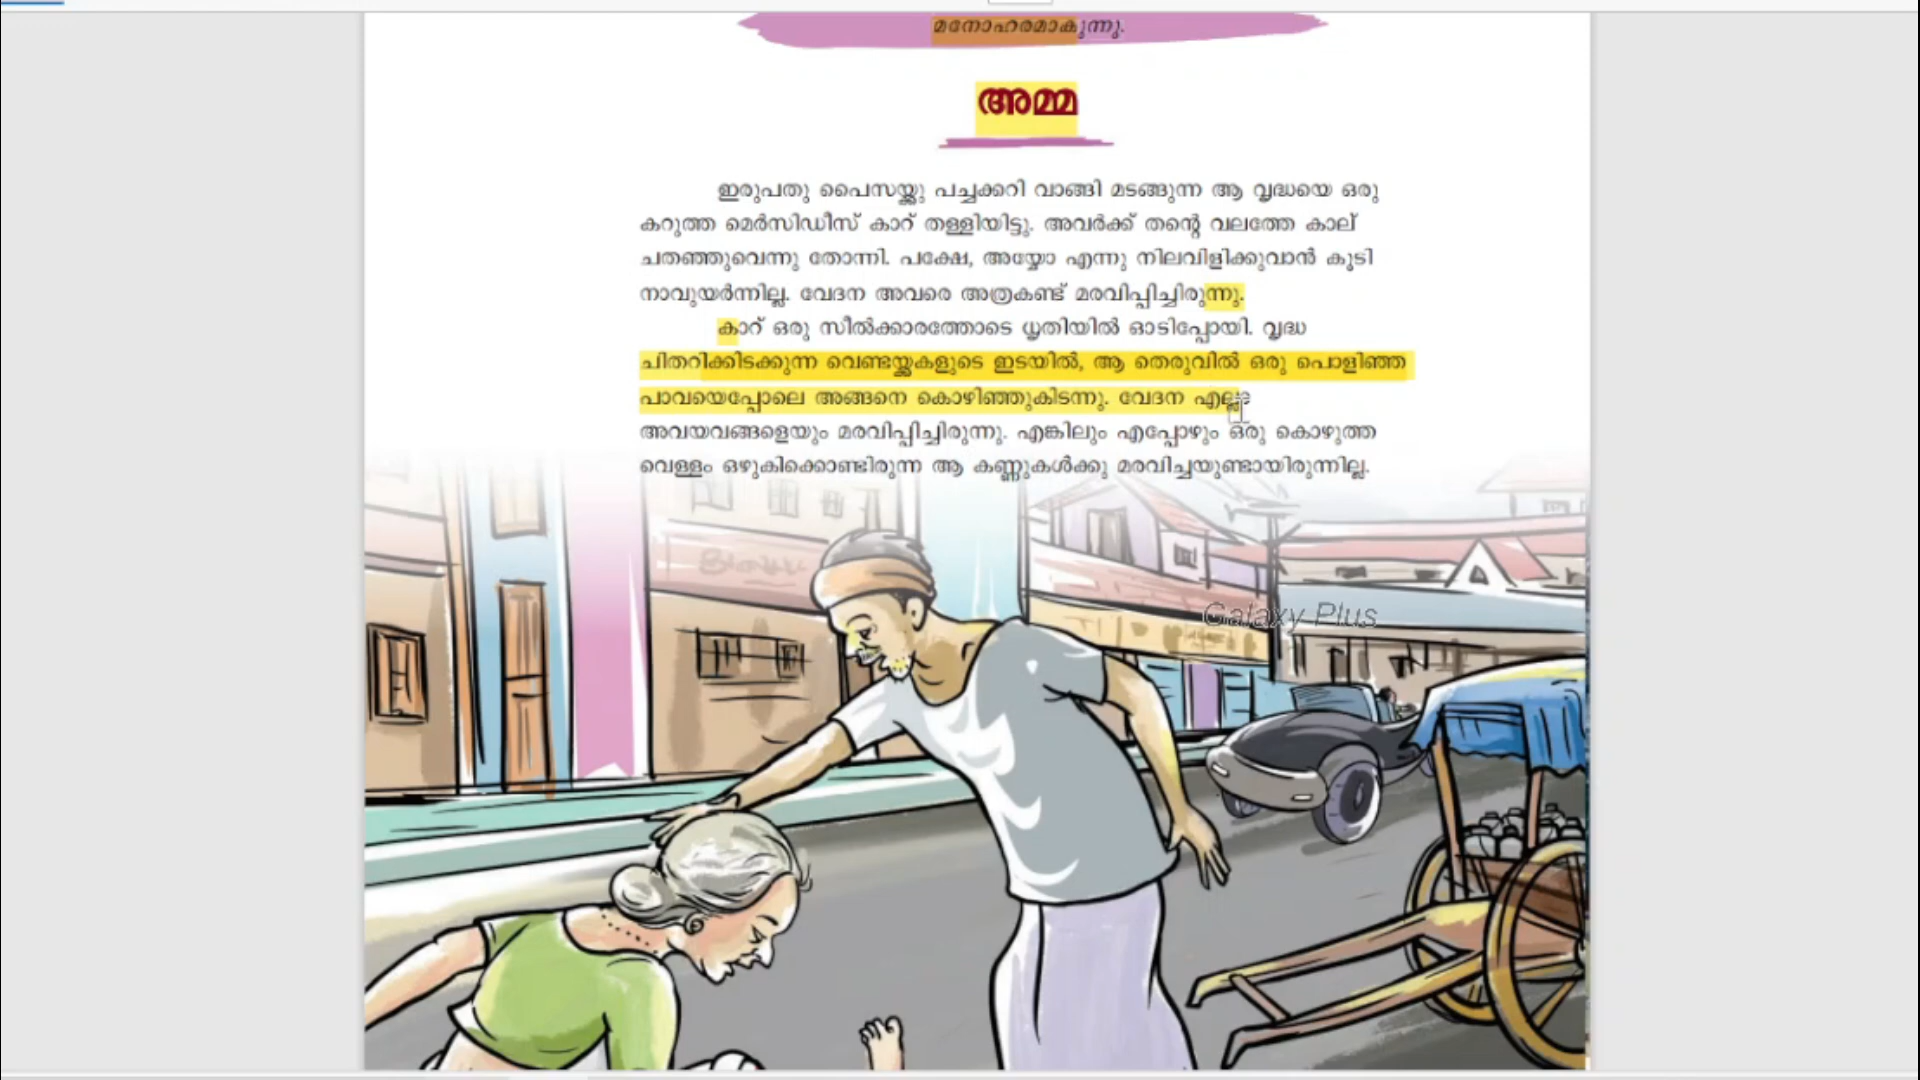 മനോഹരമാകുന്നു.
അമ്മ
ഇരുപതു പൈസയ്ക്കു പച്ചക്കറി വാങ്ങി മടങ്ങുന്ന ആ വൃദ്ധയെ ഒരു
കറുത്ത മെർസിഡീസ് കാറ് തള്ളിയിട്ടു. അവർക്ക് തന്റെ വലത്തേ കാല്
ചതഞ്ഞുവെന്നു തോന്നി. പക്ഷേ, അയ്യോ എന്നു നിലവിളിക്കുവാൻ കൂടി
നാവുയർന്നില്ല. വേദന അവരെ അത്രകണ്ട് മരവിപ്പിച്ചിരുന്നു.
കാറ് ഒരു സീൽക്കാരത്തോടെ ധൃതിയിൽ ഓടിപ്പോയി. വൃദ്ധ
ചിതറിക്കിടക്കുന്ന വെണ്ടയ്ക്കകളുടെ ഇടയിൽ, ആ തെരുവിൽ ഒരു പൊളിഞ്ഞ
പാവയെപ്പോലെ അങ്ങനെ കൊഴിഞ്ഞുകിടന്നു. വേദന എല്ലാ
അവയവങ്ങളെയും മരവിപ്പിച്ചിരുന്നു. എങ്കിലും എപ്പോഴും ഒരു കൊഴുത്ത
വെള്ളം ഒഴുകിക്കൊണ്ടിരുന്ന ആ കണ്ണുകൾക്കു മരവിച്ചയുണ്ടായിരുന്നില്ല.
Galaxy Plus